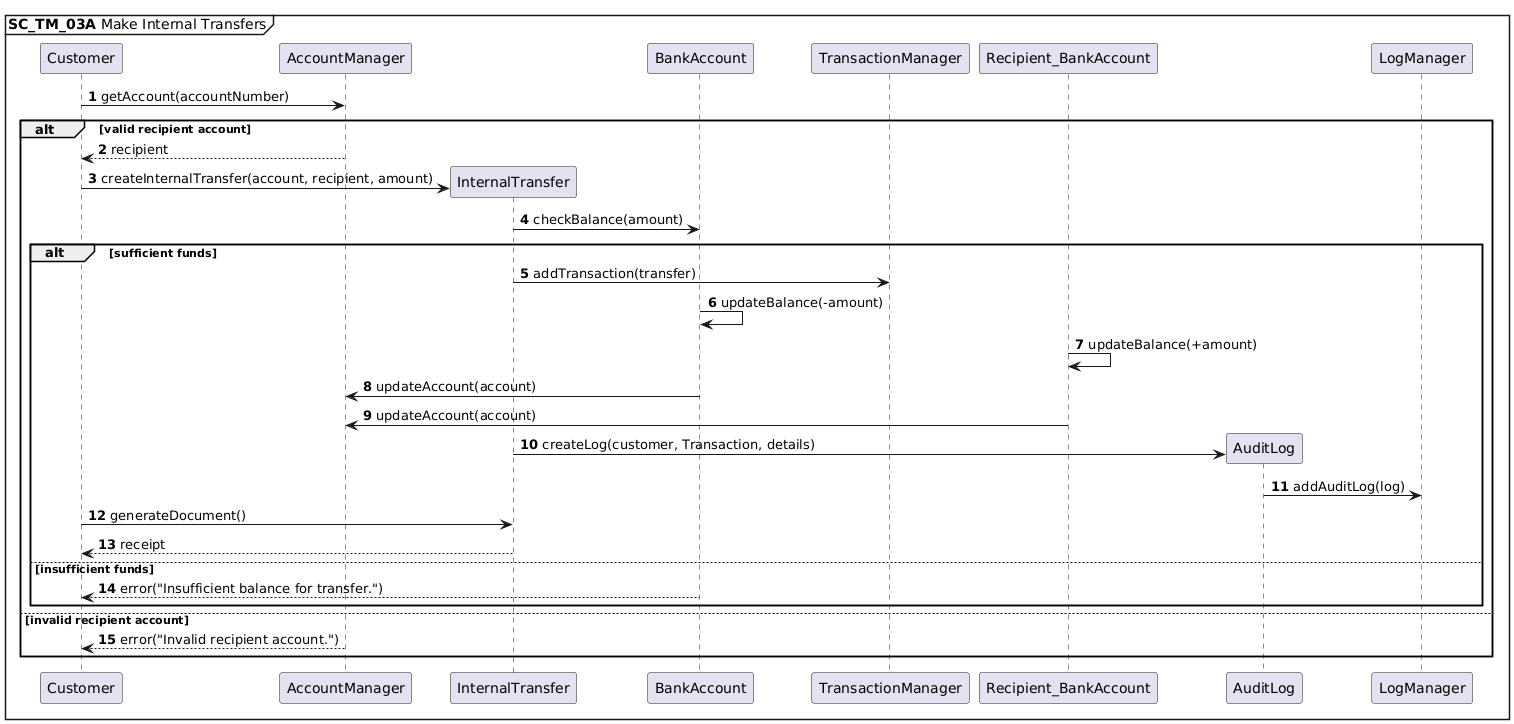 SC_TM_03A Make Internal Transfers
Customer AccountManager BankAccount TransactionManager Recipient_BankAccount LogManager
1 getAccount(accountNumber)
alt [valid recipient account]
2 recipient
3 createInternalTransfer(account, recipient, amount) InternalTransfer
4 checkBalance(amount)
alt [sufficient funds]
5 addTransaction(transfer)
6 updateBalance(-amount)
7 updateBalance(+amount)
8 updateAccount(account)
9 updateAccount(account)
10 createLog(customer, Transaction, details) AuditLog
11 addAuditLog(log)
12 generateDocument()
13 receipt
[insufficient funds]
14 error("Insufficient balance for transfer.")
[invalid recipient account]
15 error("Invalid recipient account.")
Customer AccountManager InternalTransfer BankAccount TransactionManager Recipient_BankAccount AuditLog LogManager